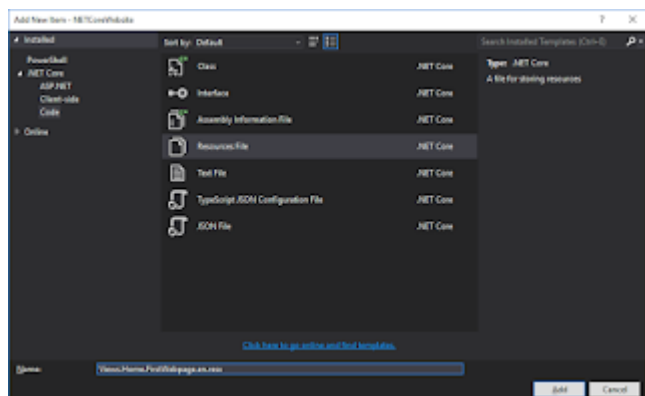 Add New Item - NETCoreWebsite
Installed
Sort by: Default
Search Installed Templates (Ctrl+E)
PowerShell
.NET Core
ASP.NET
Client-side
Code
Online
Class .NET Core
Interface .NET Core
Assembly Information File .NET Core
Resources File .NET Core
Text File .NET Core
TypeScript JSON Configuration File .NET Core
JSON File .NET Core
Type: .NET Core
A file for storing resources
Click here to go online and find templates.
Name: Views.Home.FirstWebpage.en.resx
Add Cancel